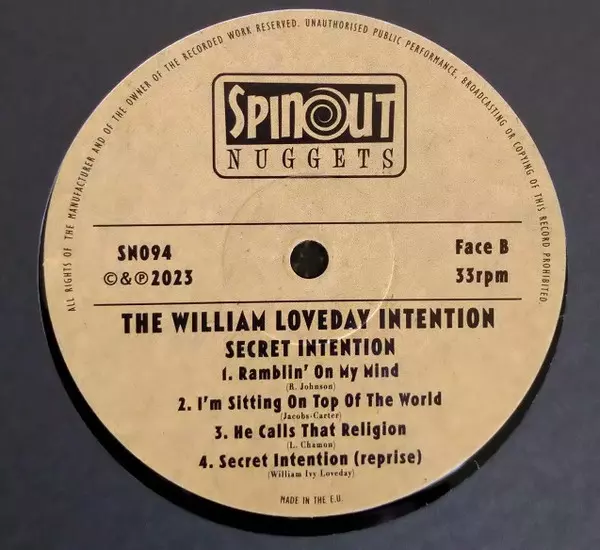 ALL RIGHTS OF THE MANUFACTURER AND OF THE OWNER OF THE RECORDED WORK RESERVED. UNAUTHORISED PUBLIC PERFORMANCE, BROADCASTING OR COPYING OF THIS RECORD PROHIBITED.
SPINOUT
NUGGETS
SN094
Face B
©&℗2023
33rpm
THE WILLIAM LOVEDAY INTENTION
SECRET INTENTION
1. Ramblin' On My Mind
(R. Johnson)
2. I'm Sitting On Top Of The World
(Jacobs-Carter)
3. He Calls That Religion
(L. Chamon)
4. Secret Intention (reprise)
(William Ivy Loveday)
MADE IN THE E.U.